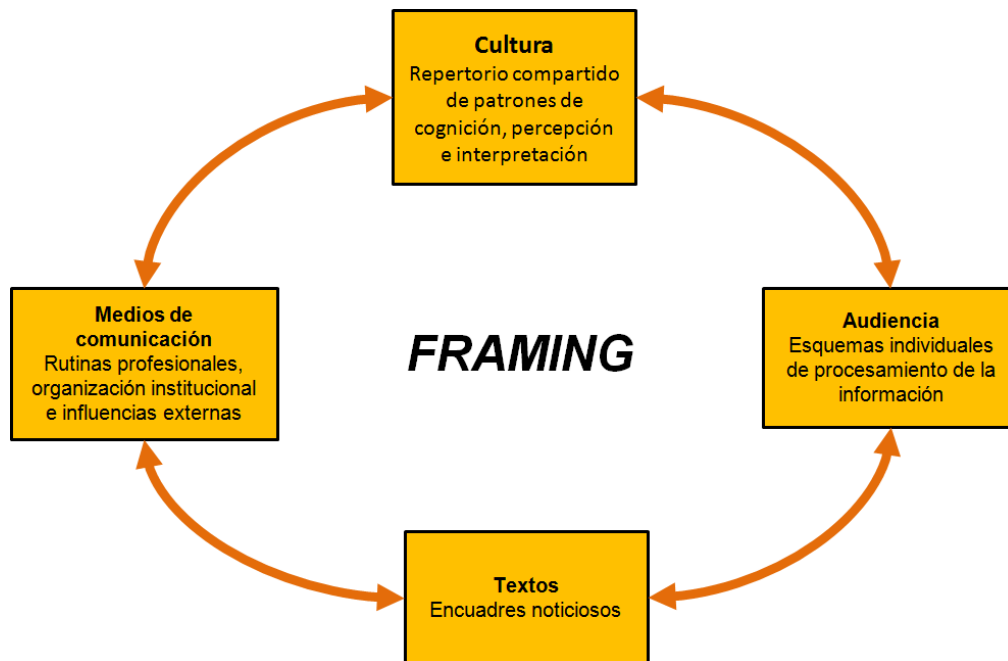 Cultura
Repertorio compartido
de patrones de
cognición, percepción
e interpretación
Medios de
comunicación
Rutinas profesionales,
organización institucional
e influencias externas
FRAMING
Audiencia
Esquemas individuales
de procesamiento de la
información
Textos
Encuadres noticiosos